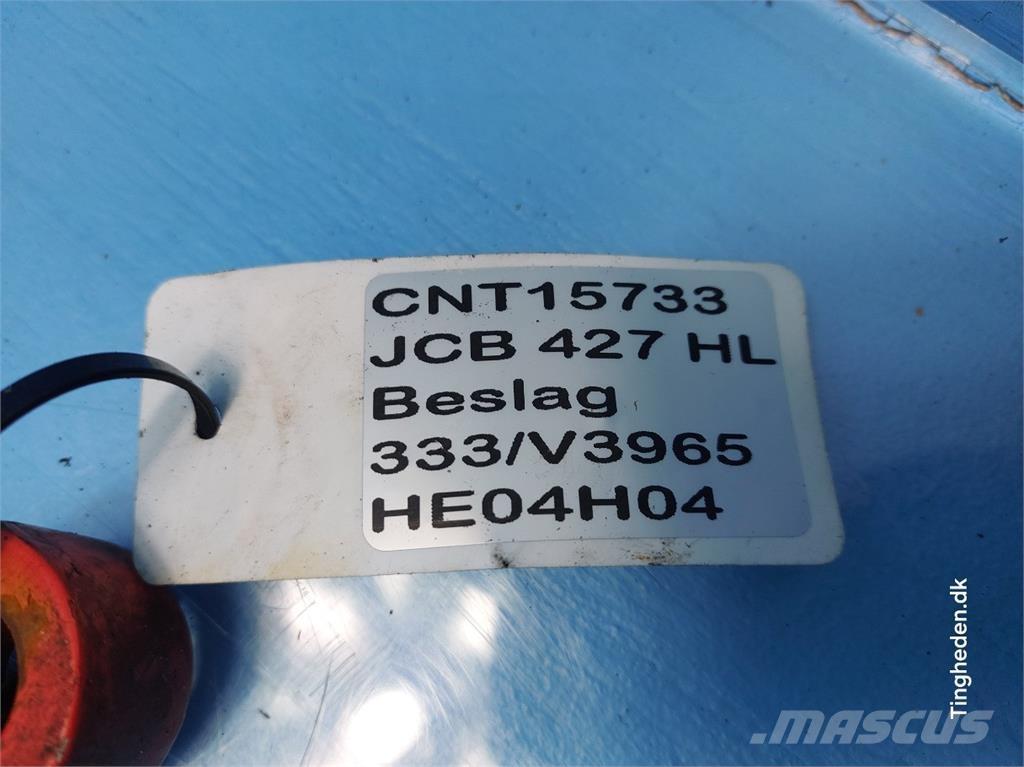 CNT15733
JCB 427 HL
Beslag
333/V3965
HE04H04
Tingheden.dk
MASCUS